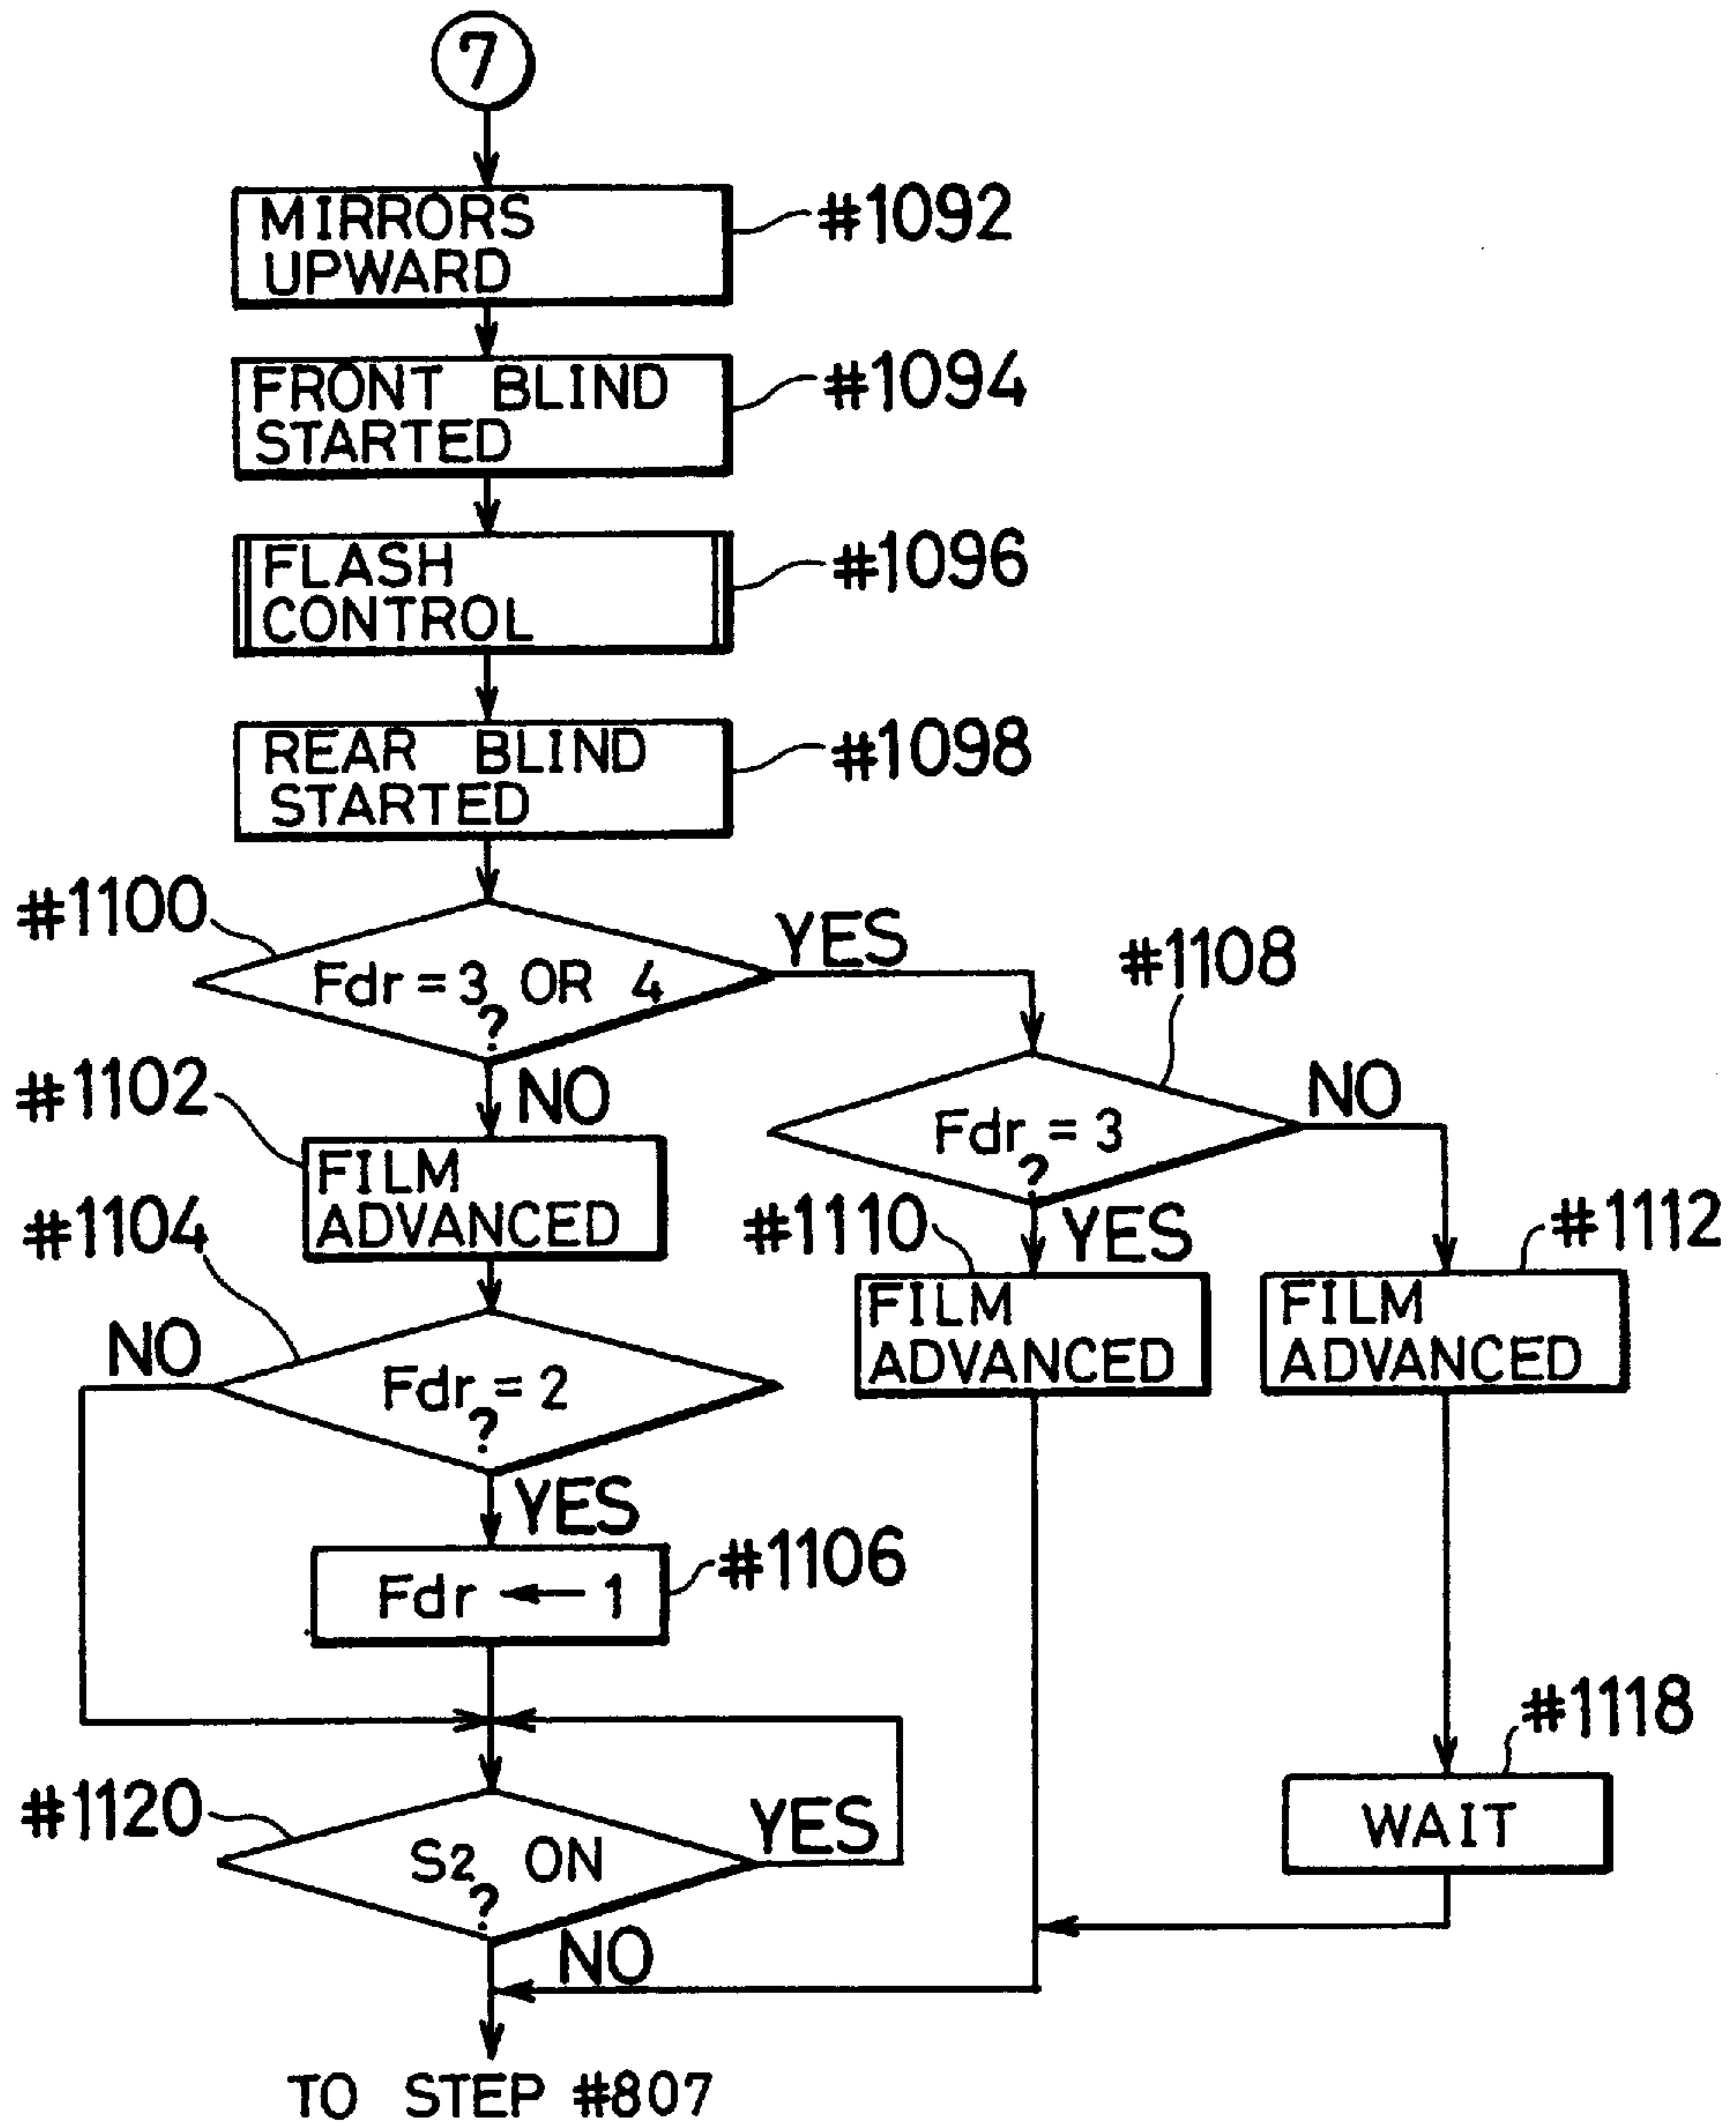 7
MIRRORS
UPWARD
#1092
FRONT BLIND
STARTED
#1094
FLASH
CONTROL
#1096
REAR BLIND
STARTED
#1098
#1100
Fdr = 3 OR 4
?
YES
NO
#1108
Fdr = 3
?
NO
YES
#1102
FILM
ADVANCED
#1110
FILM
ADVANCED
#1112
FILM
ADVANCED
#1104
NO
Fdr = 2
?
YES
Fdr ← 1
#1106
#1118
WAIT
#1120
S2 ON
?
YES
NO
TO STEP #807